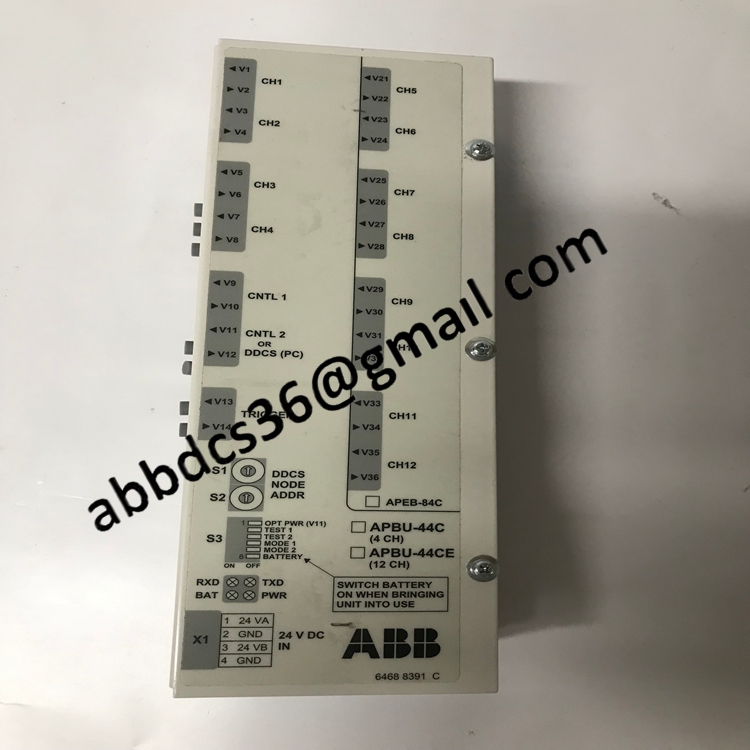 V1
CH1
V2
V3
CH2
V4
V5
CH3
V6
V7
CH4
V8
V9
CNTL 1
V10
V11
CNTL 2
OR
V12
DDCS (PC)
V13
V14
V21
CH5
V22
V23
CH6
V24
V25
CH7
V26
V27
CH8
V28
V29
CH9
V30
V31
V33
CH11
V34
V35
CH12
V36
APEB-84C
S1
S2
DDCS
NODE
ADDR
S3
1 OPT PWR (V11)
TEST 1
TEST 2
MODE 1
MODE 2
6 BATTERY
ON OFF
APBU-44C
(4 CH)
APBU-44CE
(12 CH)
SWITCH BATTERY
ON WHEN BRINGING
UNIT INTO USE
RXD TXD
BAT PWR
X1
1 24 VA
2 GND
3 24 VB
4 GND
24 V DC
IN
ABB
6468 8391 C
abbdcs36@gmail com